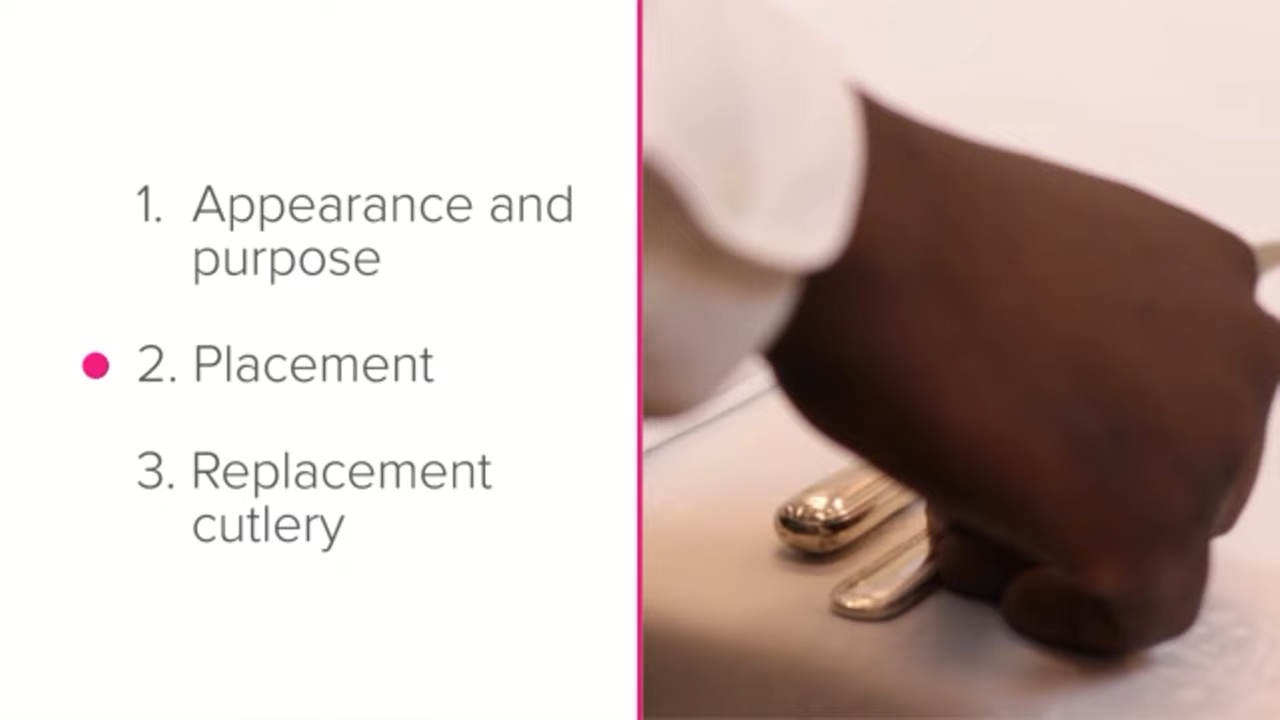 1. Appearance and
purpose
2. Placement
3. Replacement
cutlery